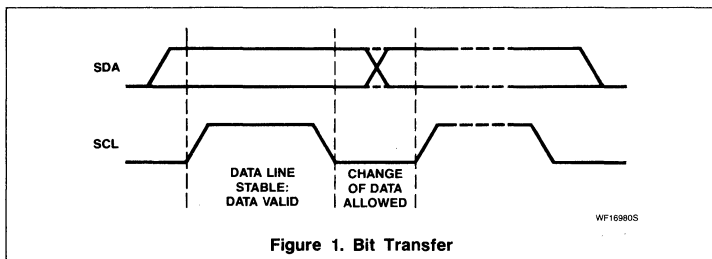 SDA
SCL
DATA LINE
STABLE:
DATA VALID
CHANGE
OF DATA
ALLOWED
WF16980S
Figure 1. Bit Transfer